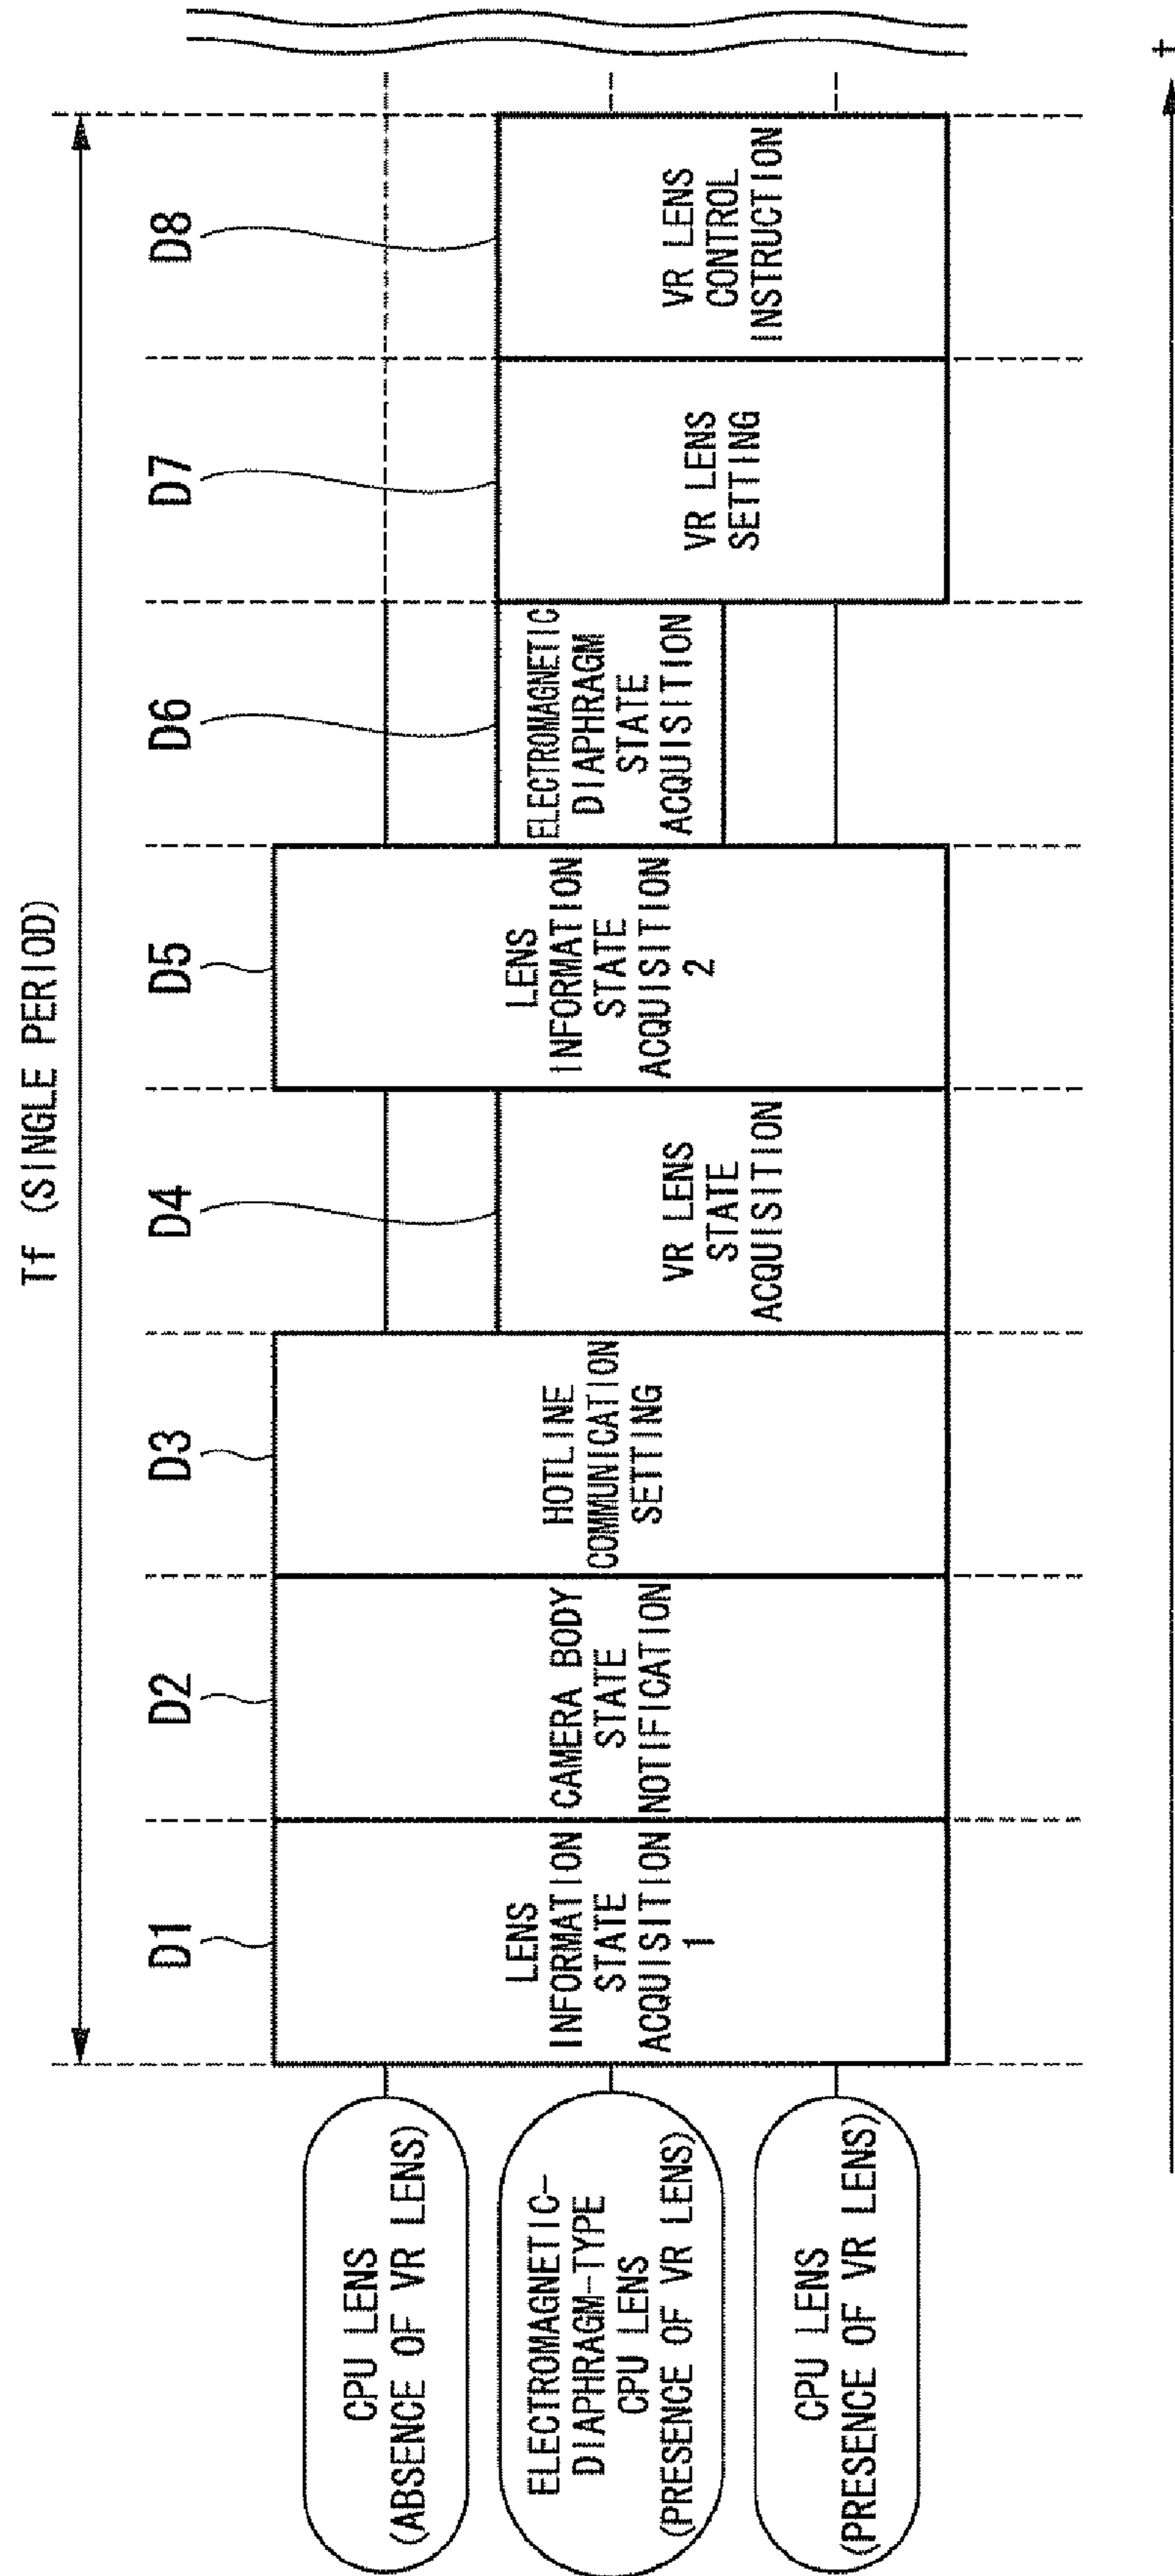 Tf (SINGLE PERIOD)
D1
D2
D3
D4
D5
D6
D7
D8
CPU LENS
(ABSENCE OF VR LENS)
ELECTROMAGNETIC-
DIAPHRAGM-TYPE
CPU LENS
(PRESENCE OF VR LENS)
CPU LENS
(PRESENCE OF VR LENS)
LENS
INFORMATION
STATE
ACQUISITION
1
CAMERA BODY
STATE
NOTIFICATION
HOTLINE
COMMUNICATION
SETTING
VR LENS
STATE
ACQUISITION
LENS
INFORMATION
STATE
ACQUISITION
2
ELECTROMAGNETIC
DIAPHRAGM
STATE
ACQUISITION
VR LENS
SETTING
VR LENS
CONTROL
INSTRUCTION
t